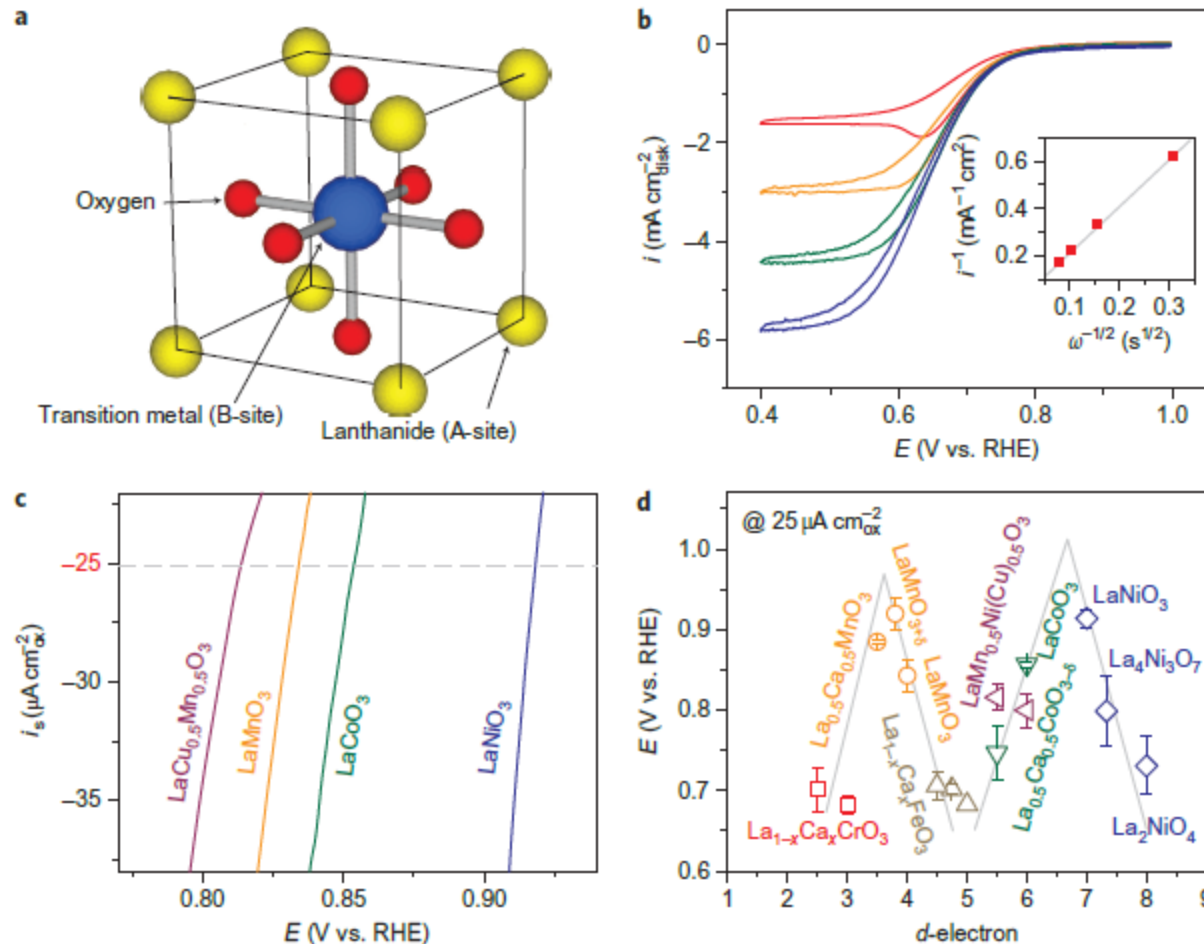 a
Oxygen
Transition metal (B-site)
Lanthanide (A-site)
b
0
−2
−4
−6
i (mA cm⁻²disk)
0.4
0.6
0.8
1.0
E (V vs. RHE)
0.6
0.4
0.2
i⁻¹ (mA⁻¹ cm²)
0.1
0.2
0.3
ω⁻¹/² (s¹/²)
c
−25
−30
−35
iₛ (μA cm⁻²ox)
LaCu₀.₅Mn₀.₅O₃
LaMnO₃
LaCoO₃
LaNiO₃
0.80
0.85
0.90
E (V vs. RHE)
d
@ 25 μA cm⁻²ox
1.0
0.9
0.8
0.7
0.6
E (V vs. RHE)
La₀.₅Ca₀.₅MnO₃
LaMnO₃₊δ
LaMnO₃
LaMn₀.₅Ni(Cu)₀.₅O₃
LaCoO₃
LaNiO₃
La₄Ni₃O₇
La₁₋ₓCaₓCrO₃
La₁₋ₓCaₓFeO₃
La₀.₅Ca₀.₅CoO₃₋δ
La₂NiO₄
1
2
3
4
5
6
7
8
9
d-electron